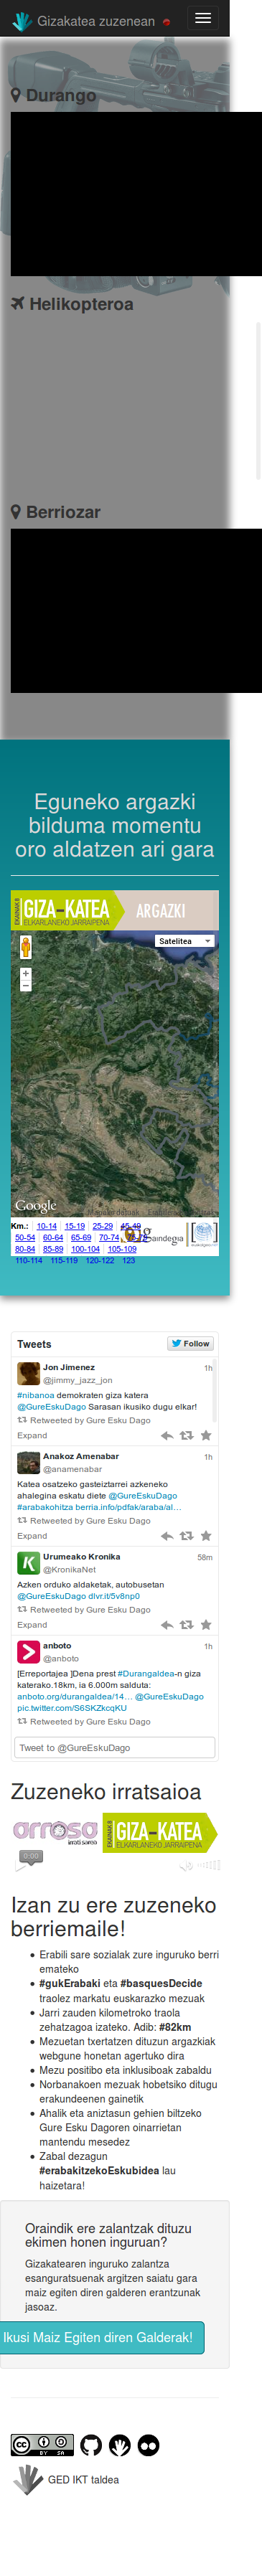 Gizakatea zuzenean
Durango
Helikopteroa
Berriozar
Eguneko argazki
bilduma momentu
oro aldatzen ari gara
EKAINAK 8
GIZA-KATEA
ELKARLANEKO JARRAIPENA
ARGAZKI
Satelitea
Google
Km.: 10-14 15-19 25-29 45-49
50-54 60-64 65-69 70-74
80-84 85-89 100-104 105-109
110-114 115-119 120-122 123
Tweets
Follow
Jon Jimenez
1h
@jimmy_jazz_jon
#nibanoa demokraten giza katera
@GureEskuDago Sarasan ikusiko dugu elkar!
Retweeted by Gure Esku Dago
Expand
Anakoz Amenabar
1h
@anamenabar
Katea osatzeko gasteiztarrei azkeneko
ahalegina eskatu diete @GureEskuDago
#arabakohitza berria.info/pdfak/araba/al…
Retweeted by Gure Esku Dago
Expand
Urumeako Kronika
58m
@KronikaNet
Azken orduko aldaketak, autobusetan
@GureEskuDago divr.it/5v8np0
Retweeted by Gure Esku Dago
Expand
anboto
1h
@anboto
[Erreportajea ]Dena prest #Durangaldea-n giza
katerako.18km, ia 6.000m salduta:
anboto.org/durangaldea/14… @GureEskuDago
pic.twitter.com/S6SKZkcqKU
Retweeted by Gure Esku Dago
Tweet to @GureEskuDago
Zuzeneko irratsaioa
arrosa
irrati sarea
EKAINAK 8
GIZA-KATEA
ELKARLANEKO JARRAIPENA
0:00
Izan zu ere zuzeneko
berriemaile!
Erabili sare sozialak zure inguruko berri
emateko
#gukErabaki eta #basquesDecide
traolez markatu euskarazko mezuak
Jarri zauden kilometroko traola
zehatzagoa izateko. Adib: #82km
Mezuetan txertatzen dituzun argazkiak
webgune honetan agertuko dira
Mezu positibo eta inklusiboak zabaldu
Norbanakoen mezuak hobetsiko ditugu
erakundeenen gainetik
Ahalik eta aniztasun gehien biltzeko
Gure Esku Dagoren oinarrietan
mantendu mesedez
Zabal dezagun
#erabakitzekoEskubidea lau
haizetara!
Oraindik ere zalantzak dituzu
ekimen honen inguruan?
Gizakatearen inguruko zalantza
esanguratsuenak argitzen saiatu gara
maiz egiten diren galderen erantzunak
jasoaz.
Ikusi Maiz Egiten diren Galderak!
CC BY SA
GED IKT taldea